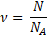 ν = N / N_A